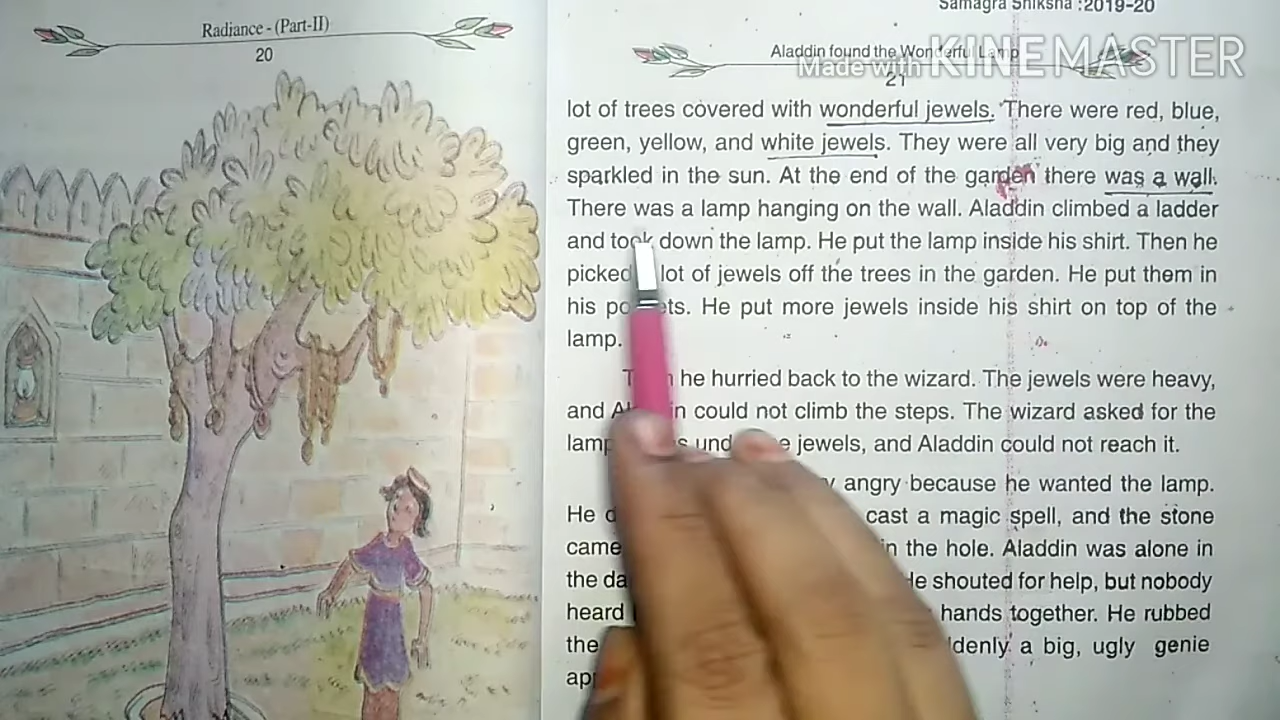 Radiance - (Part-II)
20
Samagra Shiksha :2019-20
Aladdin found the Wonderful Lamp
Made with KINEMASTER
21
lot of trees covered with wonderful jewels. There were red, blue,
green, yellow, and white jewels. They were all very big and they
sparkled in the sun. At the end of the garden there was a wall.
There was a lamp hanging on the wall. Aladdin climbed a ladder
and took down the lamp. He put the lamp inside his shirt. Then he
picked lot of jewels off the trees in the garden. He put them in
his pockets. He put more jewels inside his shirt on top of the
lamp.
he hurried back to the wizard. The jewels were heavy,
and Aladdin could not climb the steps. The wizard asked for the
lamp jewels, and Aladdin could not reach it.
angry because he wanted the lamp.
He cast a magic spell, and the stone
came in the hole. Aladdin was alone in
the He shouted for help, but nobody
heard hands together. He rubbed
the a big, ugly genie